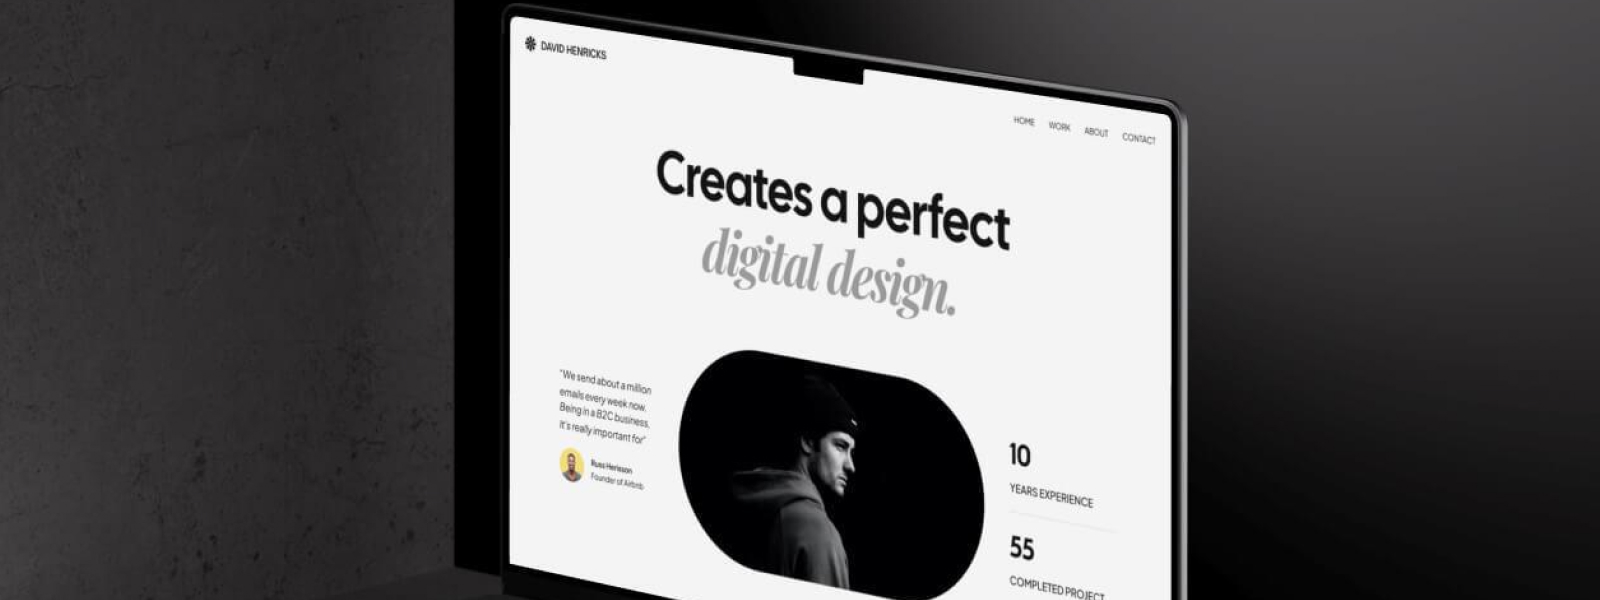 DAVID HENRICKS
HOME WORK ABOUT CONTACT
Creates a perfect
digital design.
"We send about a million
emails every week now.
Being in a B2C business,
it's really important for"
Russ Herieson
Founder of Airbnb
10
YEARS EXPERIENCE
55
COMPLETED PROJECT